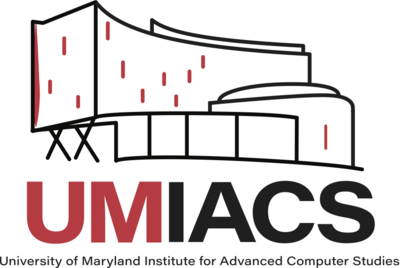 UMIACS
University of Maryland Institute for Advanced Computer Studies